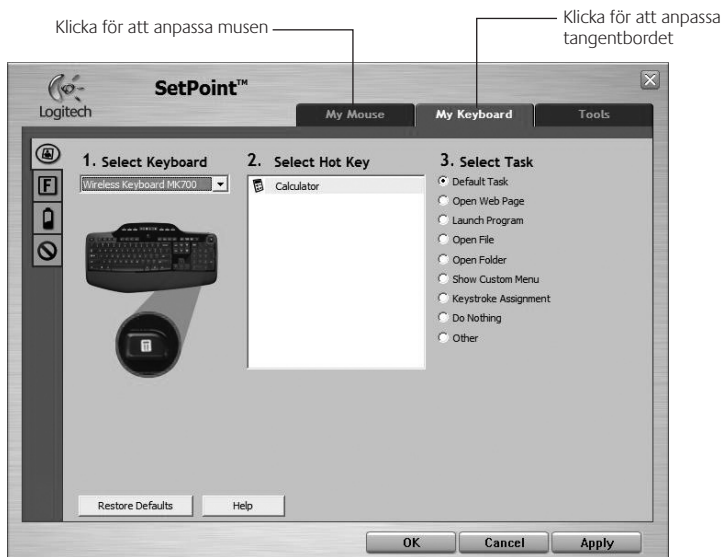 Klicka för att anpassa musen
Klicka för att anpassa
tangentbordet
Logitech
SetPoint™
My Mouse
My Keyboard
Tools
1. Select Keyboard
Wireless Keyboard MK700
2. Select Hot Key
Calculator
3. Select Task
Default Task
Open Web Page
Launch Program
Open File
Open Folder
Show Custom Menu
Keystroke Assignment
Do Nothing
Other
F
Restore Defaults
Help
OK
Cancel
Apply